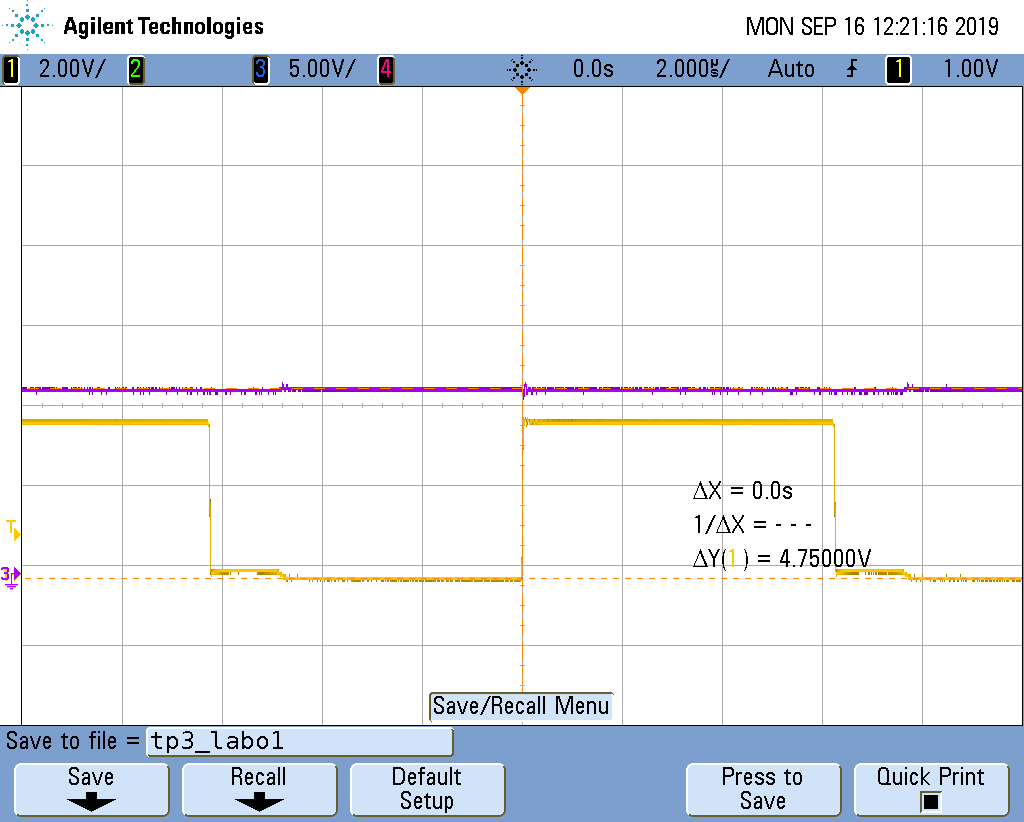 Agilent Technologies MON SEP 16 12:21:16 2019
1 2.00V/ 2 3 5.00V/ 4 0.0s 2.000µs/ Auto 1 1.00V
T
3
ΔX = 0.0s
1/ΔX = - - -
ΔY(1) = 4.75000V
Save/Recall Menu
Save to file = tp3_labo1
Save Recall Default Setup Press to Save Quick Print